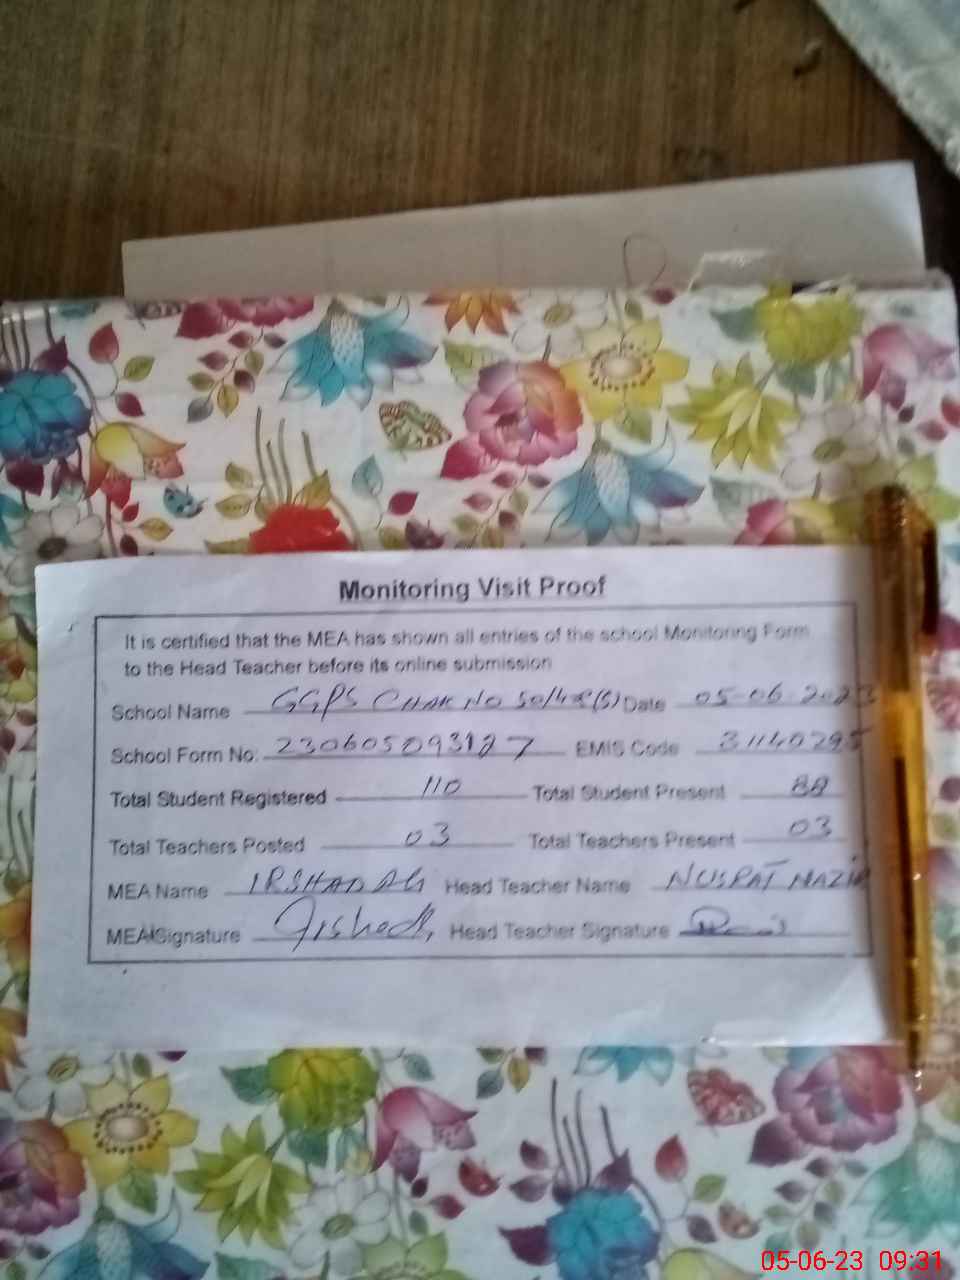 Monitoring Visit Proof
It is certified that the MEA has shown all entries of the school Monitoring Form
to the Head Teacher before its online submission
School Name GGPS CHAK NO 50/4R(S) Date 05-06-2023
School Form No: 230605093127 EMIS Code 31140295
Total Student Registered 110 Total Student Present 88
Total Teachers Posted 03 Total Teachers Present 03
MEA Name IRSHAD ALI Head Teacher Name NUSRAT NAZIR
MEA Signature Irshad Head Teacher Signature
05-06-23 09:31